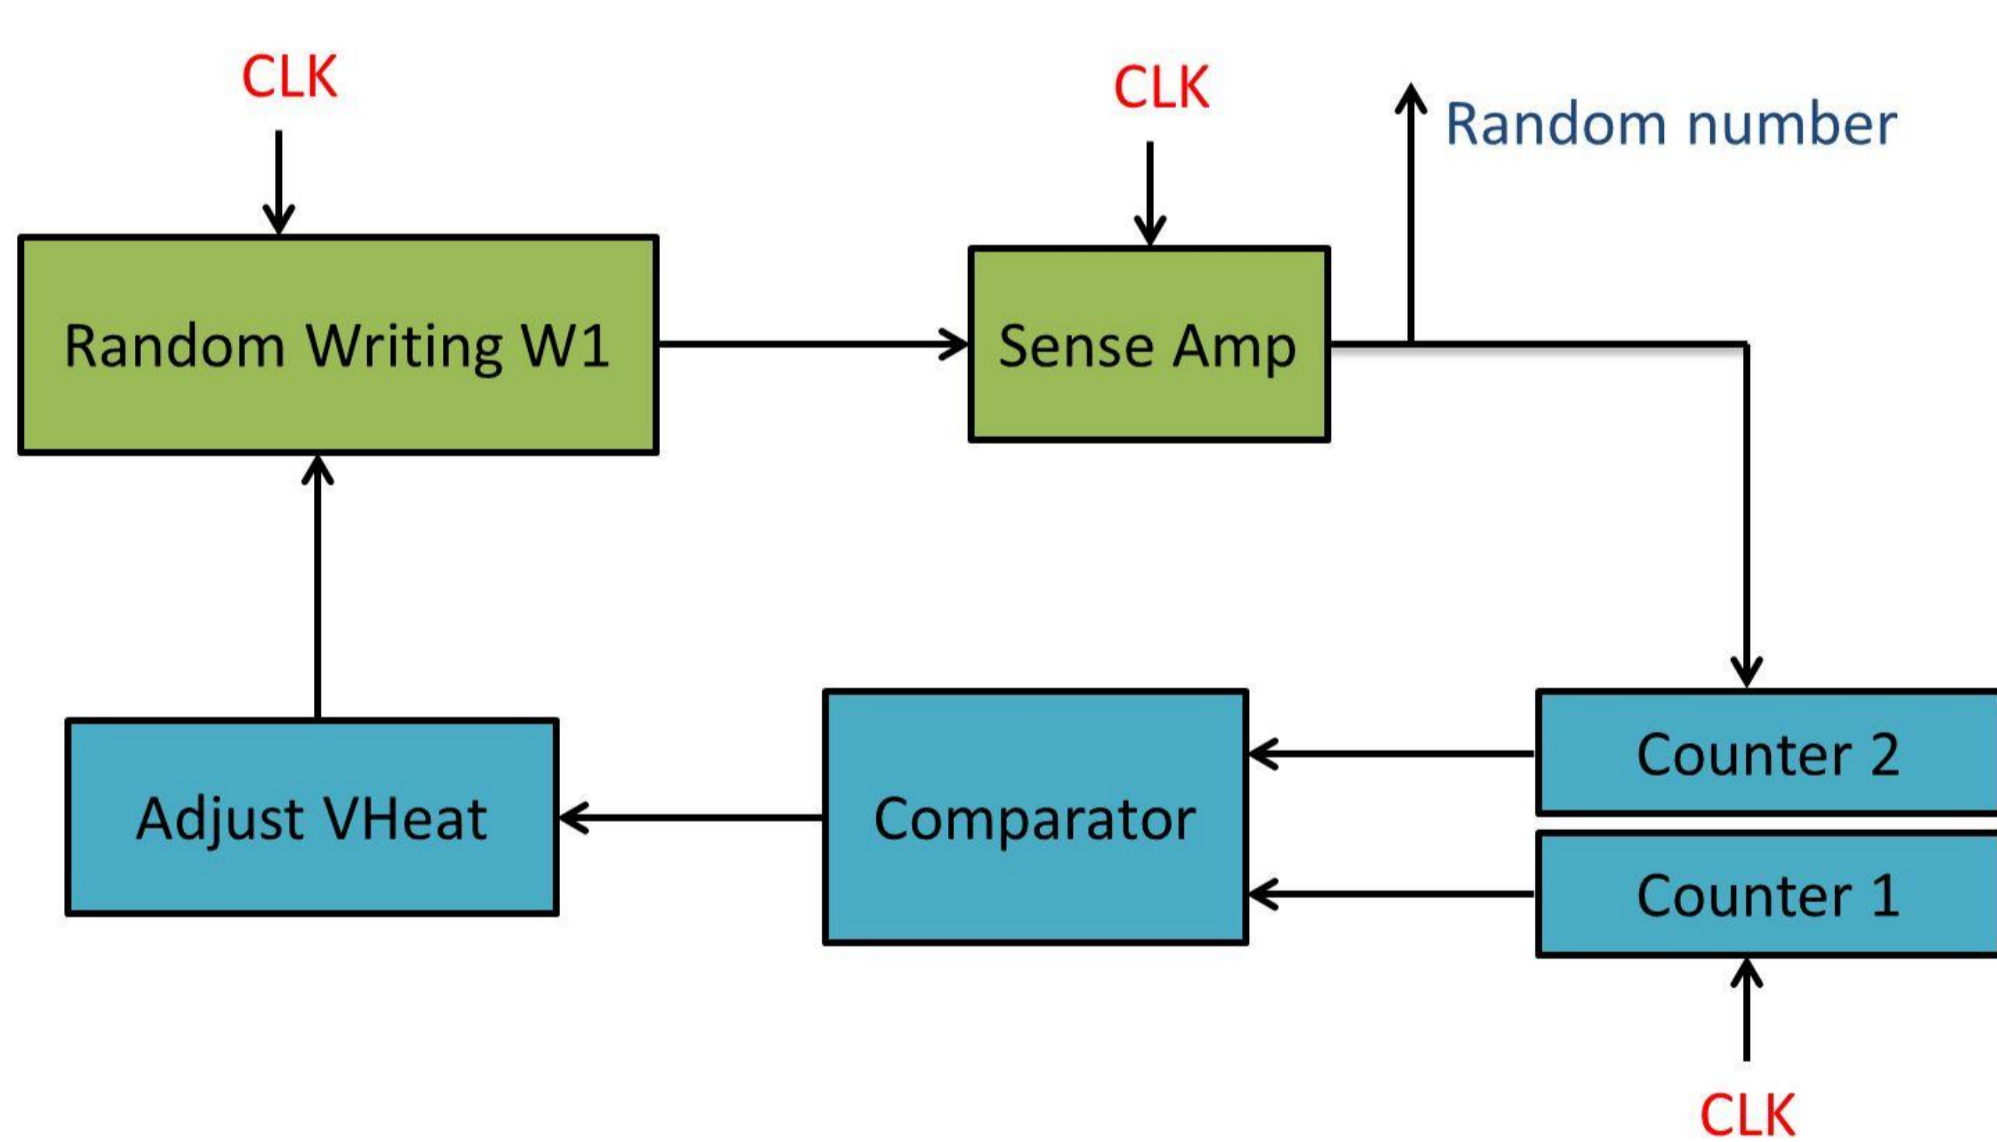 CLK
CLK
Random number
Random Writing W1
Sense Amp
Counter 2
Adjust VHeat
Comparator
Counter 1
CLK